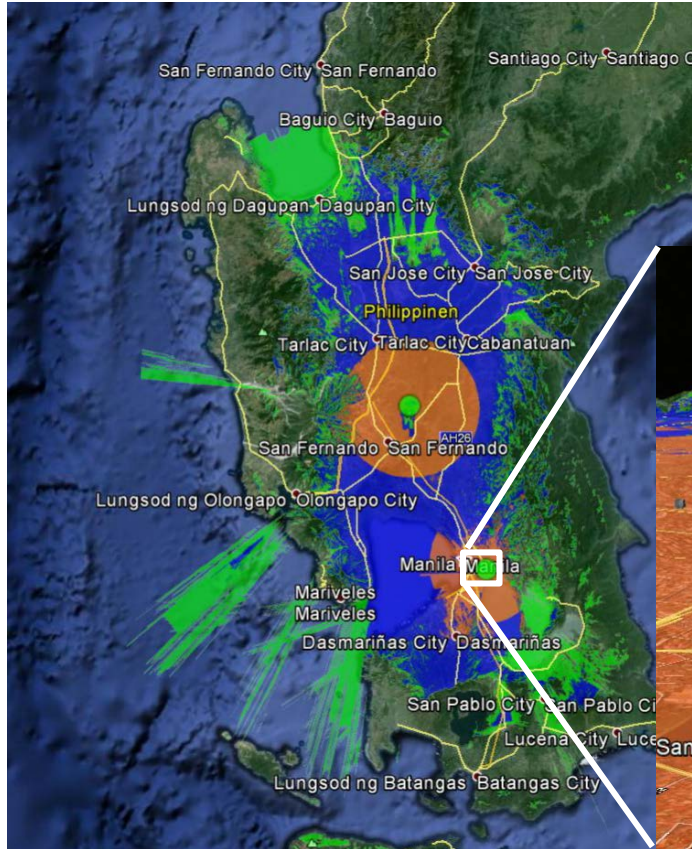 San Fernando City San Fernando
Santiago City Santiago C
Baguio City Baguio
Lungsod ng Dagupan Dagupan City
San Jose City San Jose City
Philippinen
Tarlac City Tarlac City Cabanatuan
AH26
San Fernando San Fernando
Lungsod ng Olongapo Olongapo City
Manila Manila
Mariveles
Mariveles
Dasmariñas City Dasmariñas
San Pablo City San Pablo Ci
Lucena City Luce
San
Lungsod ng Batangas Batangas City